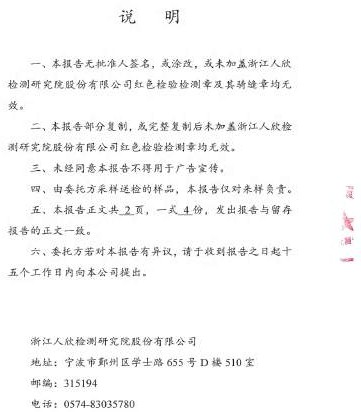 说 明
一、本报告无批准人签名，或涂改，或未加盖浙江人欣
检测研究院股份有限公司红色检验检测章及其骑缝章均无
效。
二、本报告部分复制，或完整复制后未加盖浙江人欣检
测研究院股份有限公司红色检验检测章均无效。
三、未经同意本报告不得用于广告宣传。
四、由委托方采样送检的样品，本报告仅对来样负责。
五、本报告正文共 2 页，一式 4 份，发出报告与留存
报告的正文一致。
六、委托方若对本报告有异议，请于收到报告之日起十
五个工作日内向本公司提出。
浙江人欣检测研究院股份有限公司
地址：宁波市鄞州区学士路 655 号 D 楼 510 室
邮编：315194
电话：0574-83035780